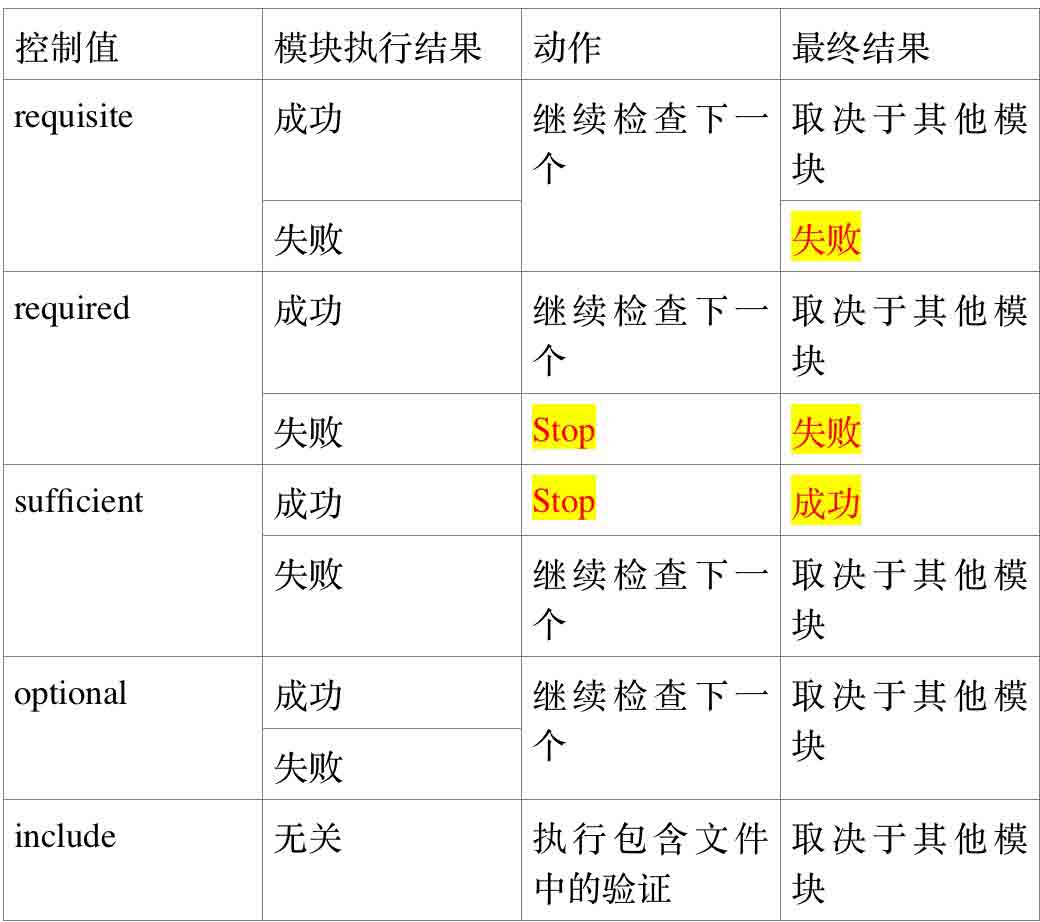 控制值 模块执行结果 动作 最终结果
requisite 成功 继续检查下一 取决于其他模
个 块
失败 失败
required 成功 继续检查下一 取决于其他模
个 块
失败 Stop 失败
sufficient 成功 Stop 成功
失败 继续检查下一 取决于其他模
个 块
optional 成功 继续检查下一 取决于其他模
个 块
失败
include 无关 执行包含文件 取决于其他模
中的验证 块